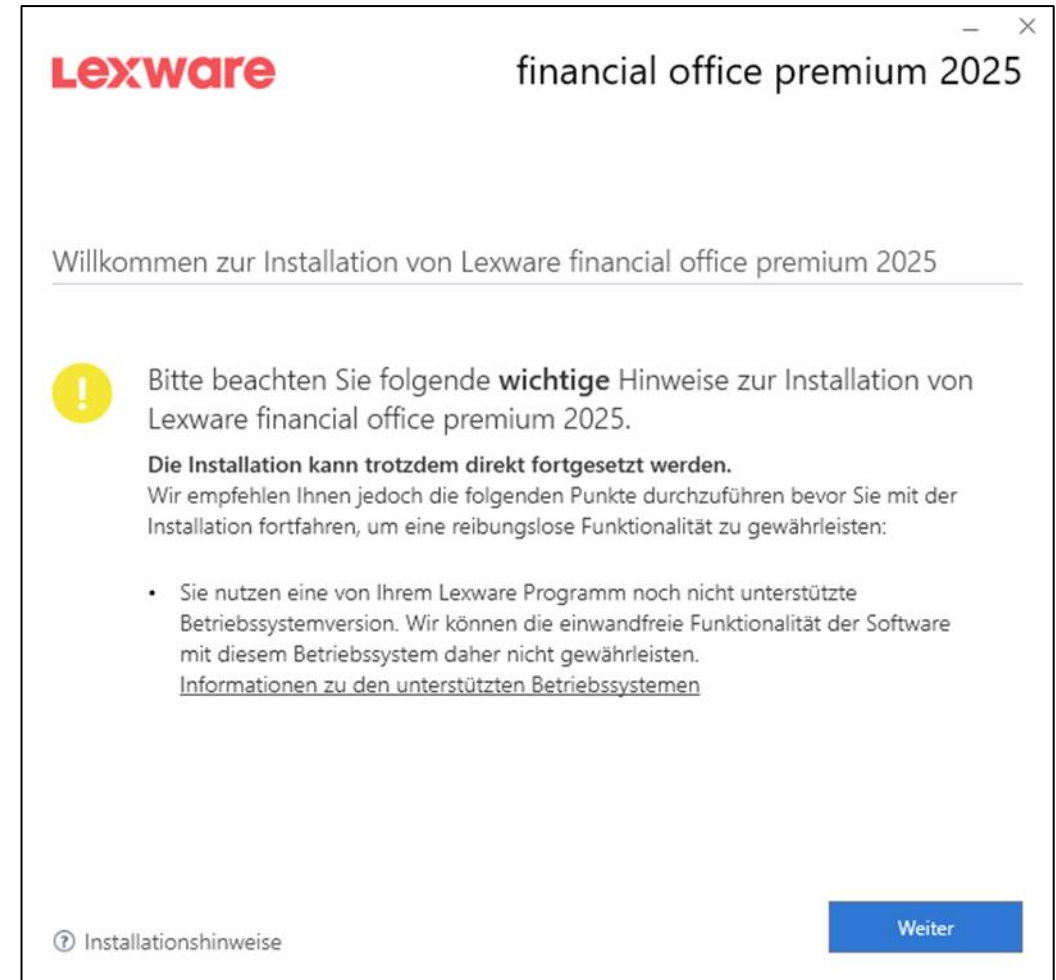 Lexware
financial office premium 2025
Willkommen zur Installation von Lexware financial office premium 2025
Bitte beachten Sie folgende wichtige Hinweise zur Installation von
Lexware financial office premium 2025.
Die Installation kann trotzdem direkt fortgesetzt werden.
Wir empfehlen Ihnen jedoch die folgenden Punkte durchzuführen bevor Sie mit der
Installation fortfahren, um eine reibungslose Funktionalität zu gewährleisten:
• Sie nutzen eine von Ihrem Lexware Programm noch nicht unterstützte
Betriebssystemversion. Wir können die einwandfreie Funktionalität der Software
mit diesem Betriebssystem daher nicht gewährleisten.
Informationen zu den unterstützten Betriebssystemen
Installationshinweise
Weiter